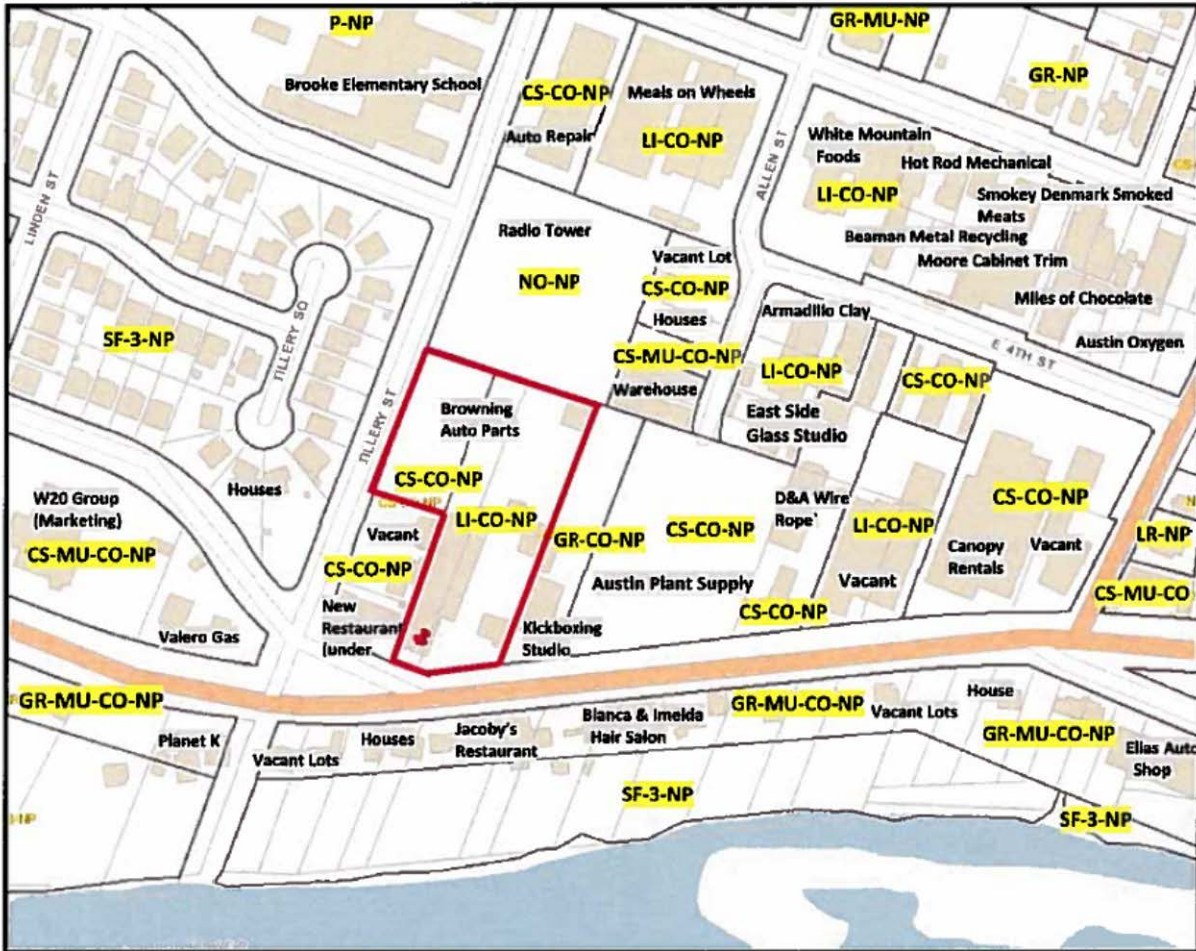 P-NP
GR-MU-NP
Brooke Elementary School
CS-CO-NP
Meals on Wheels
GR-NP
Auto Repair
LI-CO-NP
ALLEN ST
White Mountain
Foods
Hot Rod Mechanical
LI-CO-NP
Smokey Denmark Smoked
Meats
LINDEN ST
Radio Tower
Beaman Metal Recycling
Moore Cabinet Trim
NO-NP
Vacant Lot
CS-CO-NP
Miles of Chocolate
Houses
Armadillo Clay
SF-3-NP
TILLERY SQ
CS-MU-CO-NP
E 4TH ST
Austin Oxygen
LI-CO-NP
CS-CO-NP
Warehouse
TILLERY ST
Browning
Auto Parts
East Side
Glass Studio
CS-CO-NP
Houses
W20 Group
(Marketing)
CS-MU-CO-NP
D&A Wire
Rope'
CS-CO-NP
LI-CO-NP
Vacant
GR-CO-NP
CS-CO-NP
LI-CO-NP
LR-NP
Canopy
Rentals
Vacant
CS-CO-NP
Austin Plant Supply
Vacant
CS-MU-CO
CS-CO-NP
New
Restaurant
(under
Valero Gas
Kickboxing
Studio
GR-MU-CO-NP
GR-MU-CO-NP
House
Vacant Lots
Blanca & Imelda
Hair Salon
Jacoby's
Restaurant
Houses
GR-MU-CO-NP
Planet K
Vacant Lots
Elias Auto
Shop
SF-3-NP
SF-3-NP